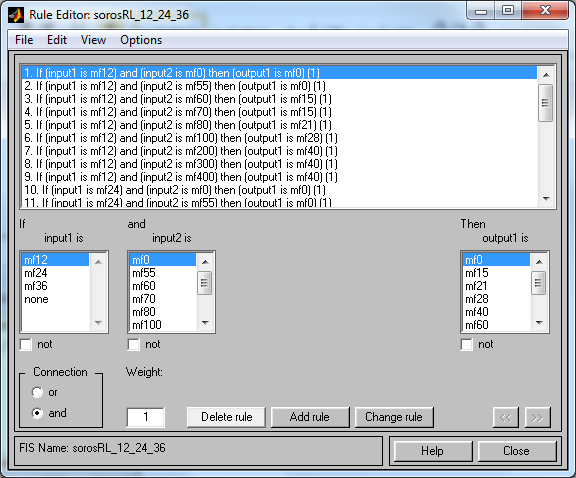 Rule Editor: sorosRL_12_24_36
File Edit View Options
1. If (input1 is mf12) and (input2 is mf0) then (output1 is mf0) (1)
2. If (input1 is mf12) and (input2 is mf55) then (output1 is mf0) (1)
3. If (input1 is mf12) and (input2 is mf60) then (output1 is mf15) (1)
4. If (input1 is mf12) and (input2 is mf70) then (output1 is mf15) (1)
5. If (input1 is mf12) and (input2 is mf80) then (output1 is mf21) (1)
6. If (input1 is mf12) and (input2 is mf100) then (output1 is mf28) (1)
7. If (input1 is mf12) and (input2 is mf200) then (output1 is mf40) (1)
8. If (input1 is mf12) and (input2 is mf300) then (output1 is mf40) (1)
9. If (input1 is mf12) and (input2 is mf400) then (output1 is mf40) (1)
10. If (input1 is mf24) and (input2 is mf0) then (output1 is mf0) (1)
11. If (input1 is mf24) and (input2 is mf55) then (output1 is mf0) (1)
If
input1 is
mf12
mf24
mf36
none
not
and
input2 is
mf0
mf55
mf60
mf70
mf80
mf100
not
Then
output1 is
mf0
mf15
mf21
mf28
mf40
mf60
not
Connection
or
and
Weight:
1
Delete rule
Add rule
Change rule
<<
>>
FIS Name: sorosRL_12_24_36
Help
Close